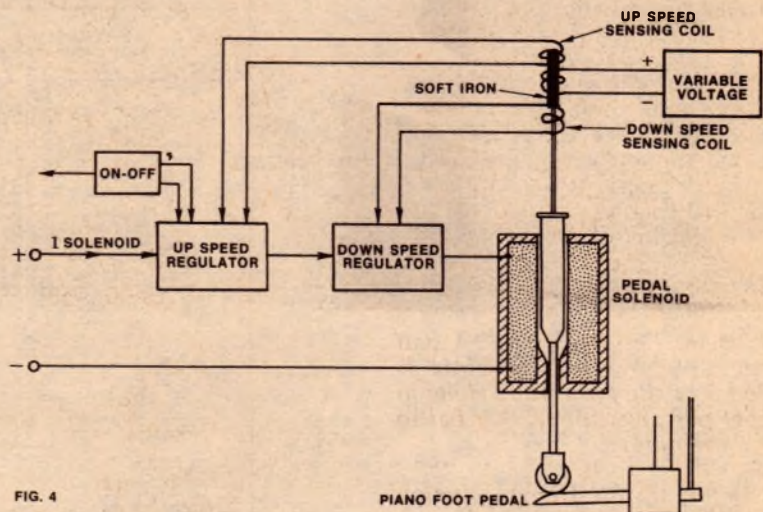 UP SPEED
SENSING COIL
+
VARIABLE
VOLTAGE
−
SOFT IRON
DOWN SPEED
SENSING COIL
ON-OFF
+
I SOLENOID
UP SPEED
REGULATOR
DOWN SPEED
REGULATOR
PEDAL
SOLENOID
−
FIG. 4
PIANO FOOT PEDAL